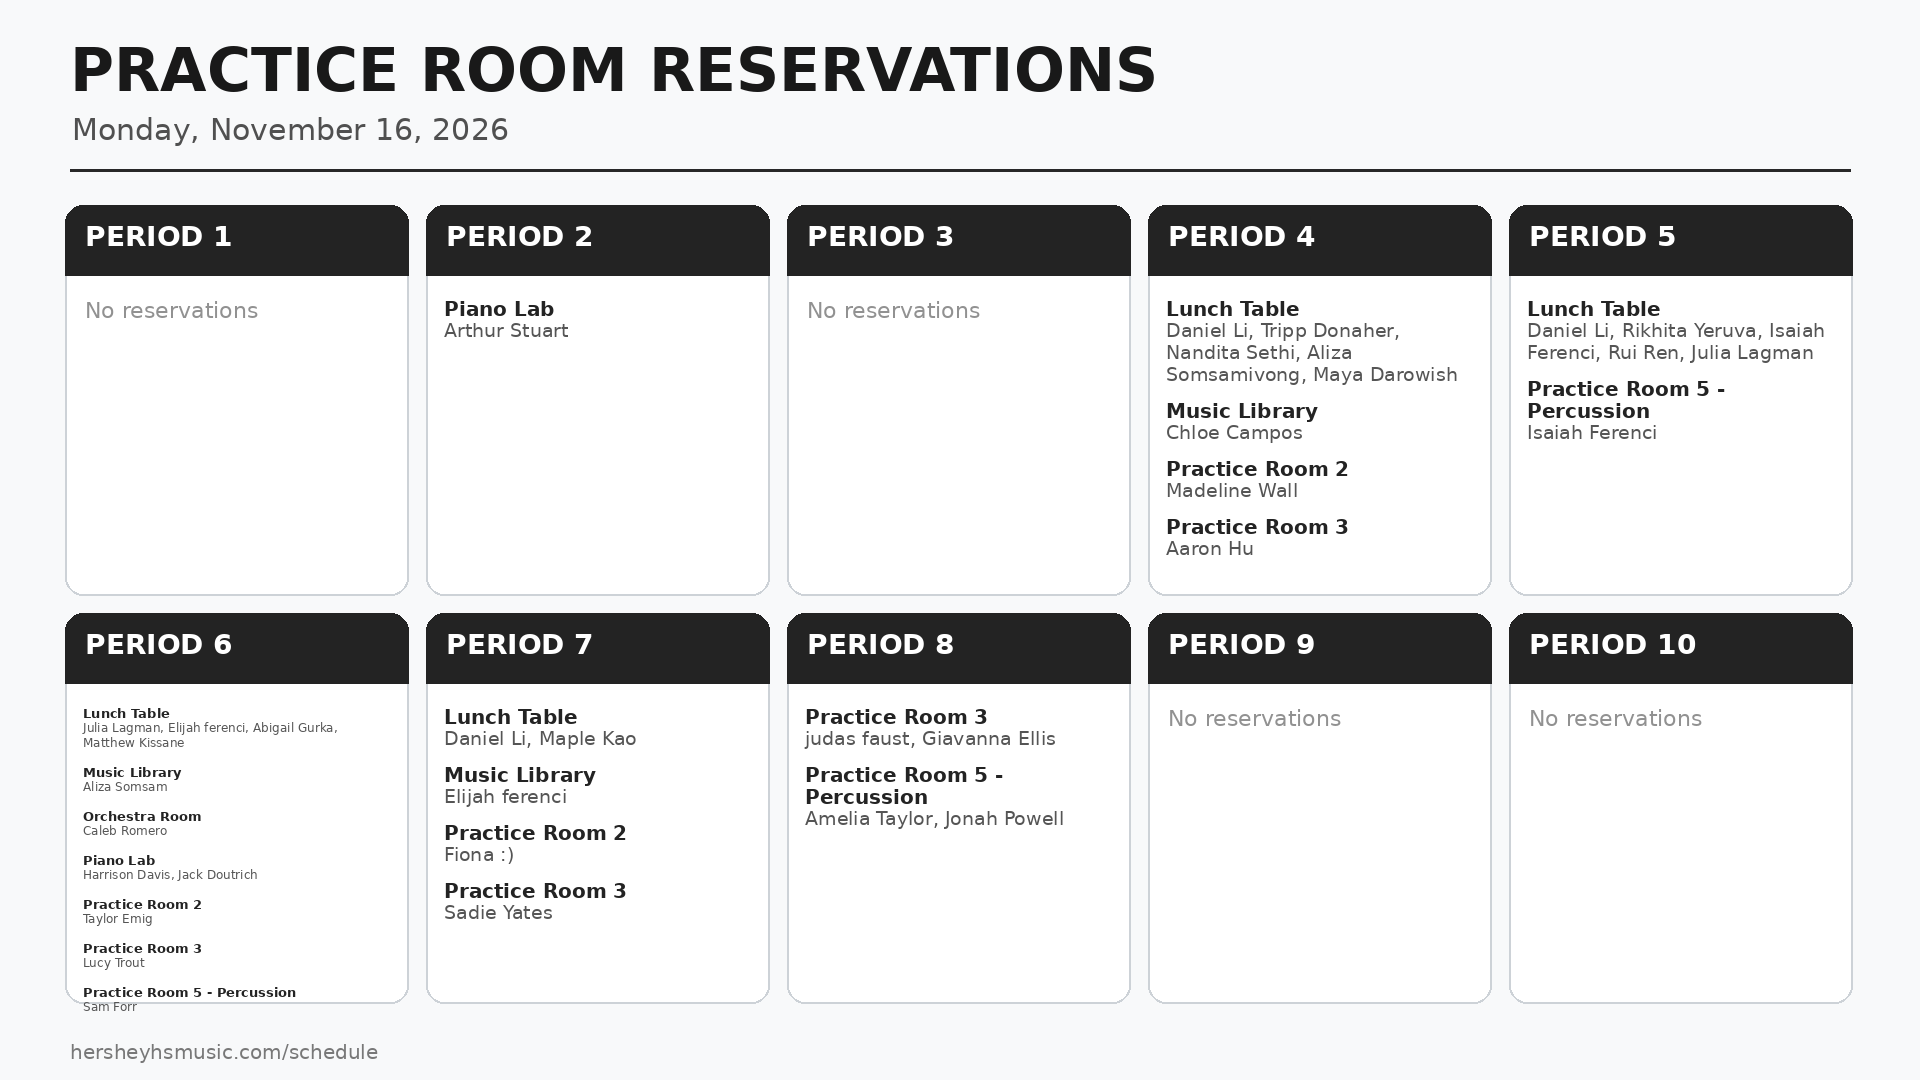 PRACTICE ROOM RESERVATIONS
Monday, November 16, 2026
PERIOD 1
No reservations
PERIOD 2
Piano Lab
Arthur Stuart
PERIOD 3
No reservations
PERIOD 4
Lunch Table
Daniel Li, Tripp Donaher,
Nandita Sethi, Aliza
Somsamivong, Maya Darowish
Music Library
Chloe Campos
Practice Room 2
Madeline Wall
Practice Room 3
Aaron Hu
PERIOD 5
Lunch Table
Daniel Li, Rikhita Yeruva, Isaiah
Ferenci, Rui Ren, Julia Lagman
Practice Room 5 -
Percussion
Isaiah Ferenci
PERIOD 6
Lunch Table
Julia Lagman, Elijah ferenci, Abigail Gurka,
Matthew Kissane
Music Library
Aliza Somsam
Orchestra Room
Caleb Romero
Piano Lab
Harrison Davis, Jack Doutrich
Practice Room 2
Taylor Emig
Practice Room 3
Lucy Trout
Practice Room 5 - Percussion
Sam Forr
PERIOD 7
Lunch Table
Daniel Li, Maple Kao
Music Library
Elijah ferenci
Practice Room 2
Fiona :)
Practice Room 3
Sadie Yates
PERIOD 8
Practice Room 3
judas faust, Giavanna Ellis
Practice Room 5 -
Percussion
Amelia Taylor, Jonah Powell
PERIOD 9
No reservations
PERIOD 10
No reservations
hersheyhsmusic.com/schedule